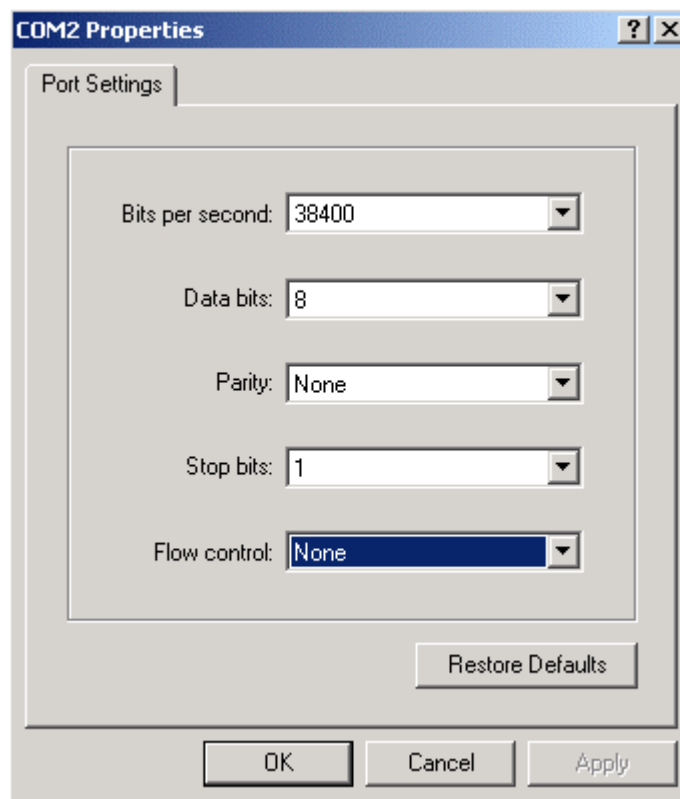 COM2 Properties
Port Settings
Bits per second: 38400
Data bits: 8
Parity: None
Stop bits: 1
Flow control: None
Restore Defaults
OK Cancel Apply